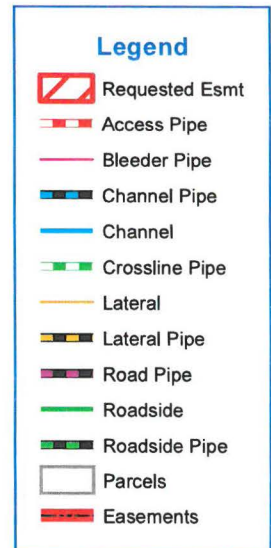 Legend
Requested Esmt
Access Pipe
Bleeder Pipe
Channel Pipe
Channel
Crossline Pipe
Lateral
Lateral Pipe
Road Pipe
Roadside
Roadside Pipe
Parcels
Easements